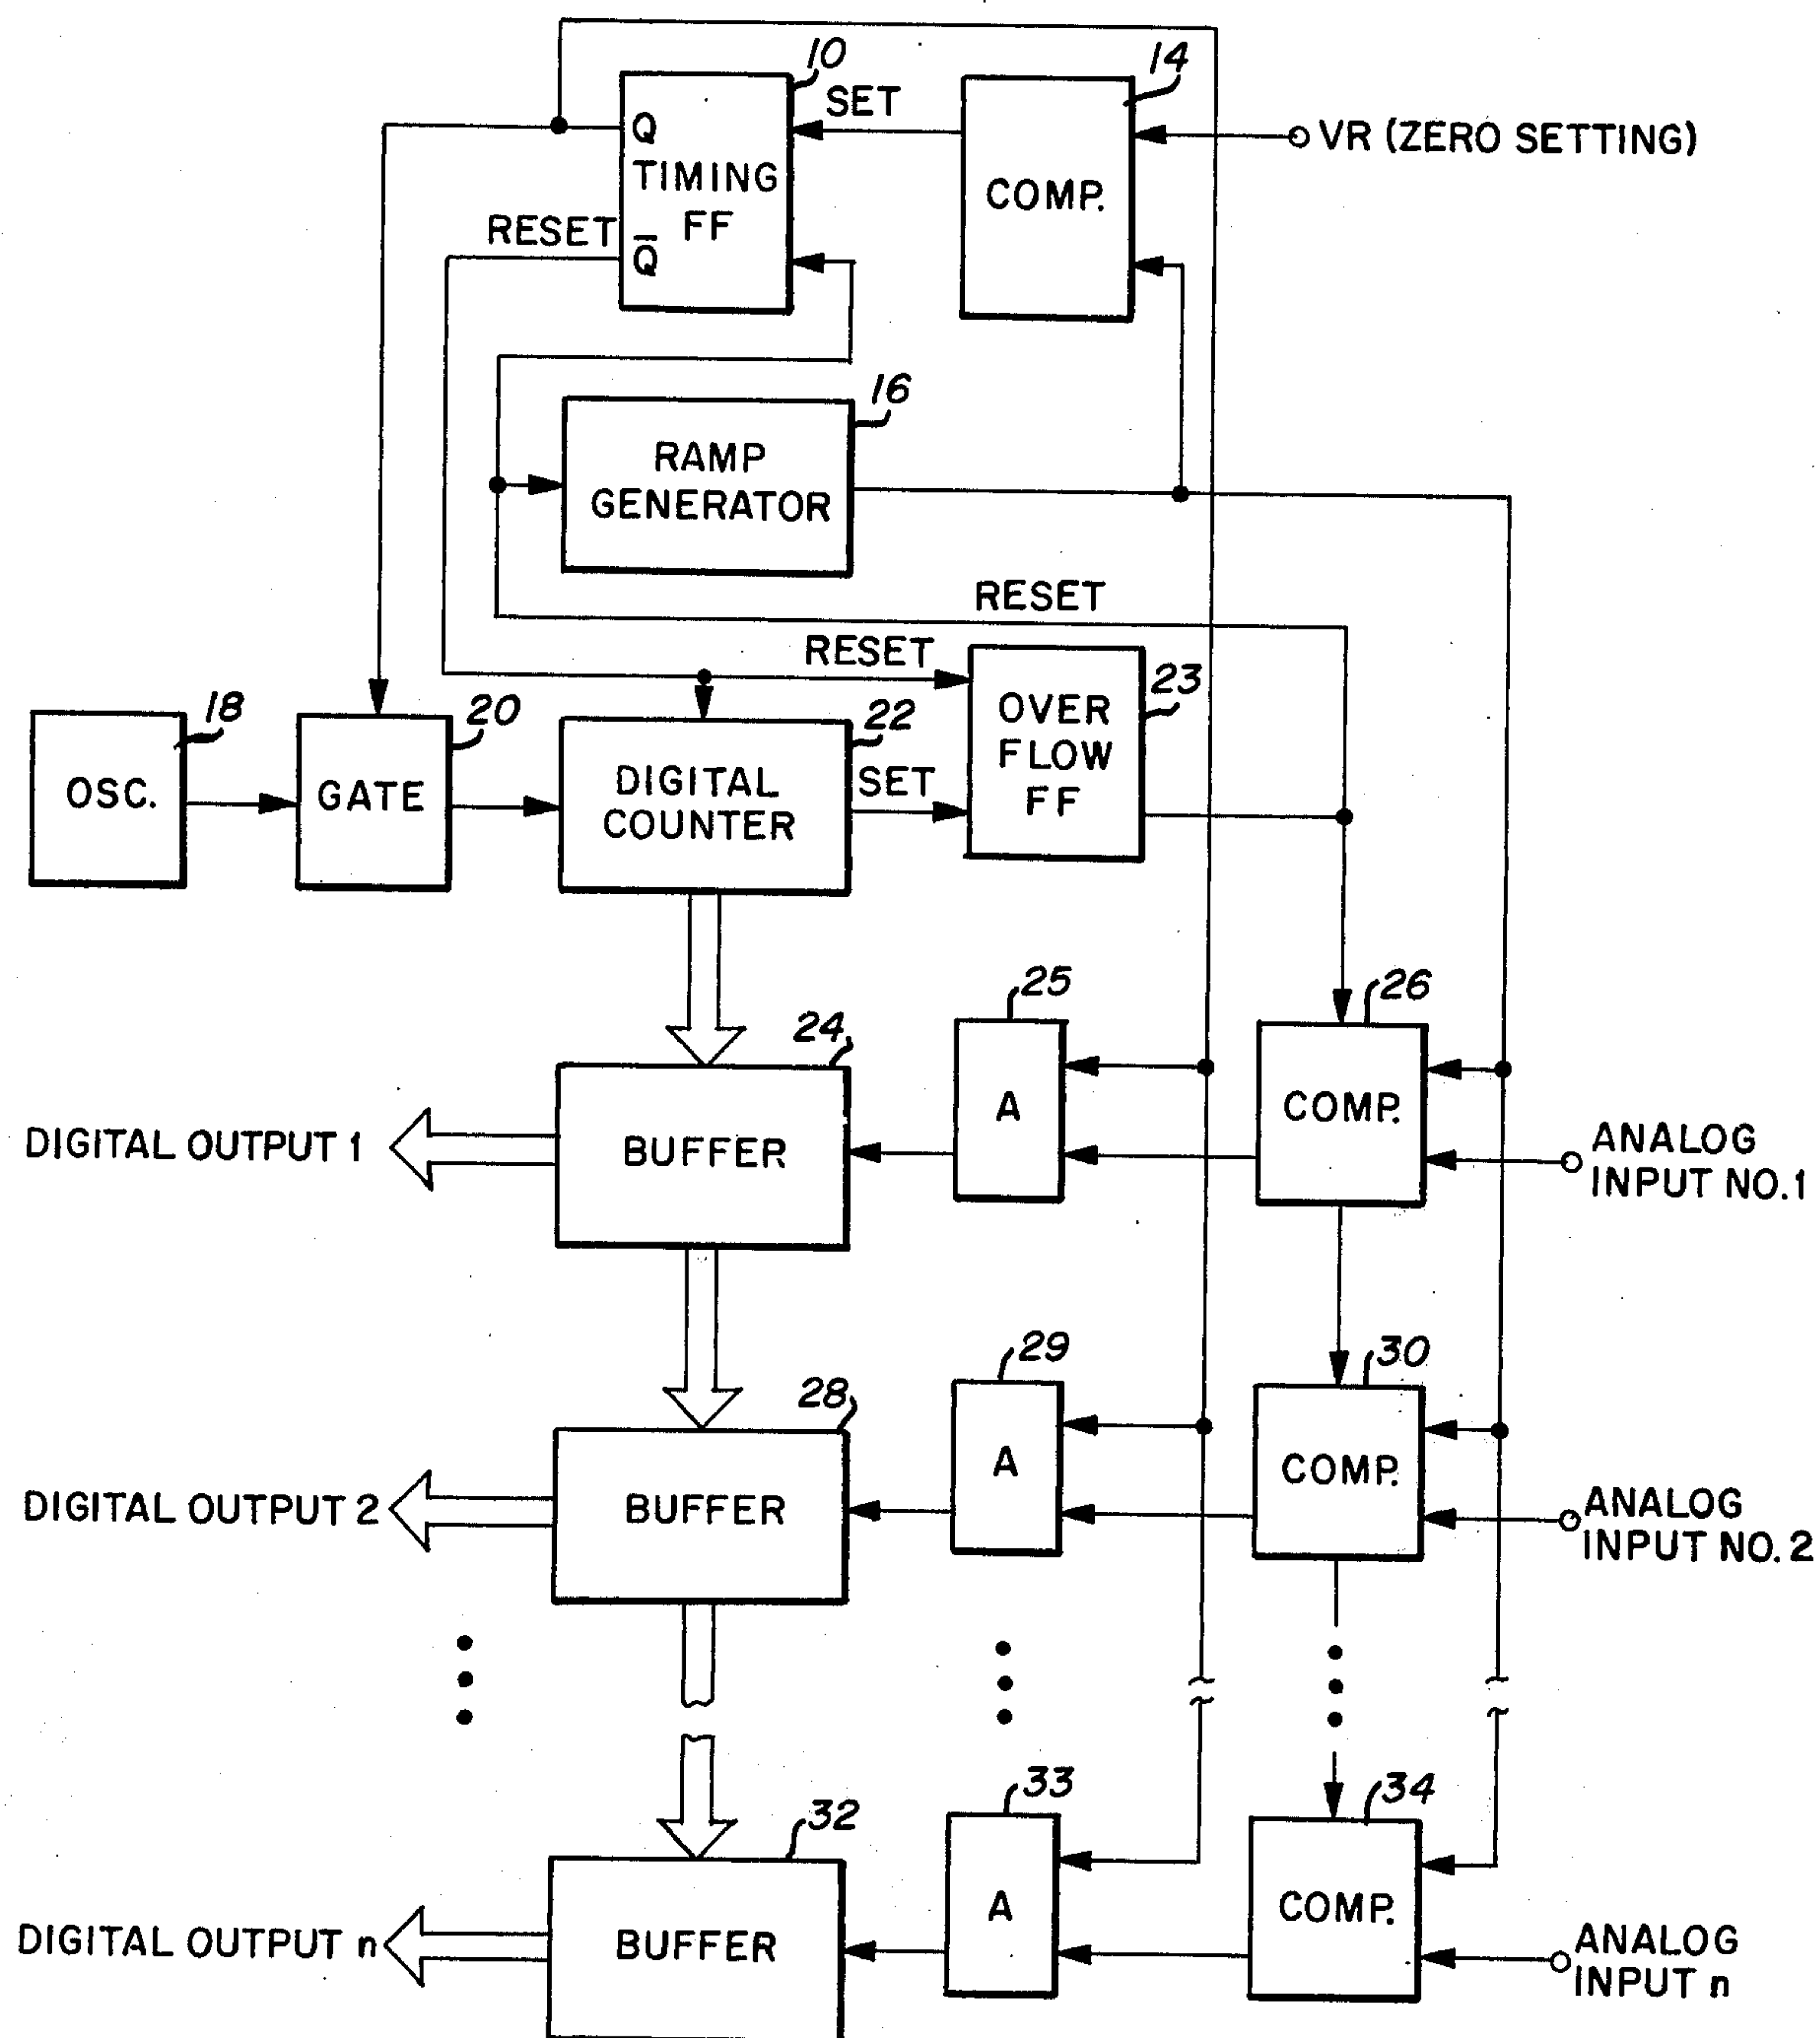 10
14
SET
Q
VR (ZERO SETTING)
TIMING
FF
COMP.
RESET
Q̅
16
RAMP
GENERATOR
RESET
RESET
23
18
20
22
OVER
FLOW
FF
OSC.
GATE
DIGITAL
COUNTER
SET
25
26
24
COMP.
A
DIGITAL OUTPUT 1
BUFFER
ANALOG
INPUT NO. 1
29
30
28
COMP.
A
DIGITAL OUTPUT 2
BUFFER
ANALOG
INPUT NO. 2
33
34
32
COMP.
A
DIGITAL OUTPUT n
BUFFER
ANALOG
INPUT n